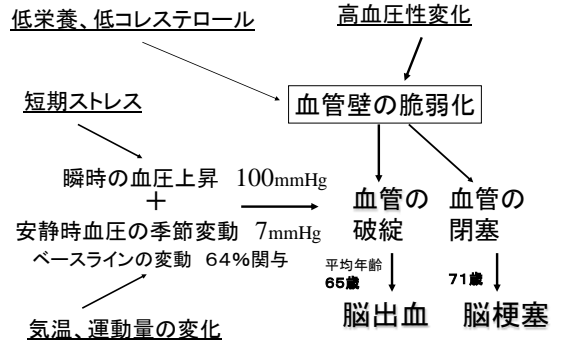 低栄養、低コレステロール
高血圧性変化
血管壁の脆弱化
短期ストレス
瞬時の血圧上昇 100mmHg
＋
安静時血圧の季節変動 7mmHg
ベースラインの変動 ６４％関与
気温、運動量の変化
血管の
破綻
血管の
閉塞
平均年齢
65歳
71歳
脳出血
脳梗塞